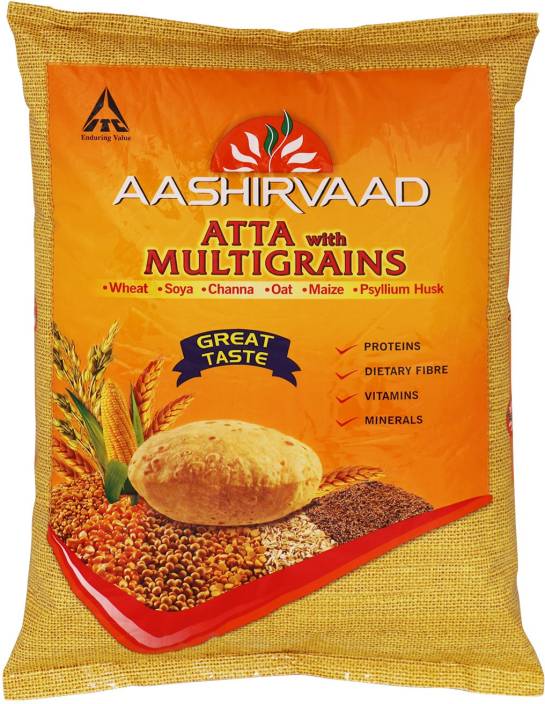 ITC
Enduring Value
AASHIRVAAD
ATTA with
MULTIGRAINS
•Wheat •Soya •Channa •Oat •Maize •Psyllium Husk
GREAT
TASTE
PROTEINS
DIETARY FIBRE
VITAMINS
MINERALS